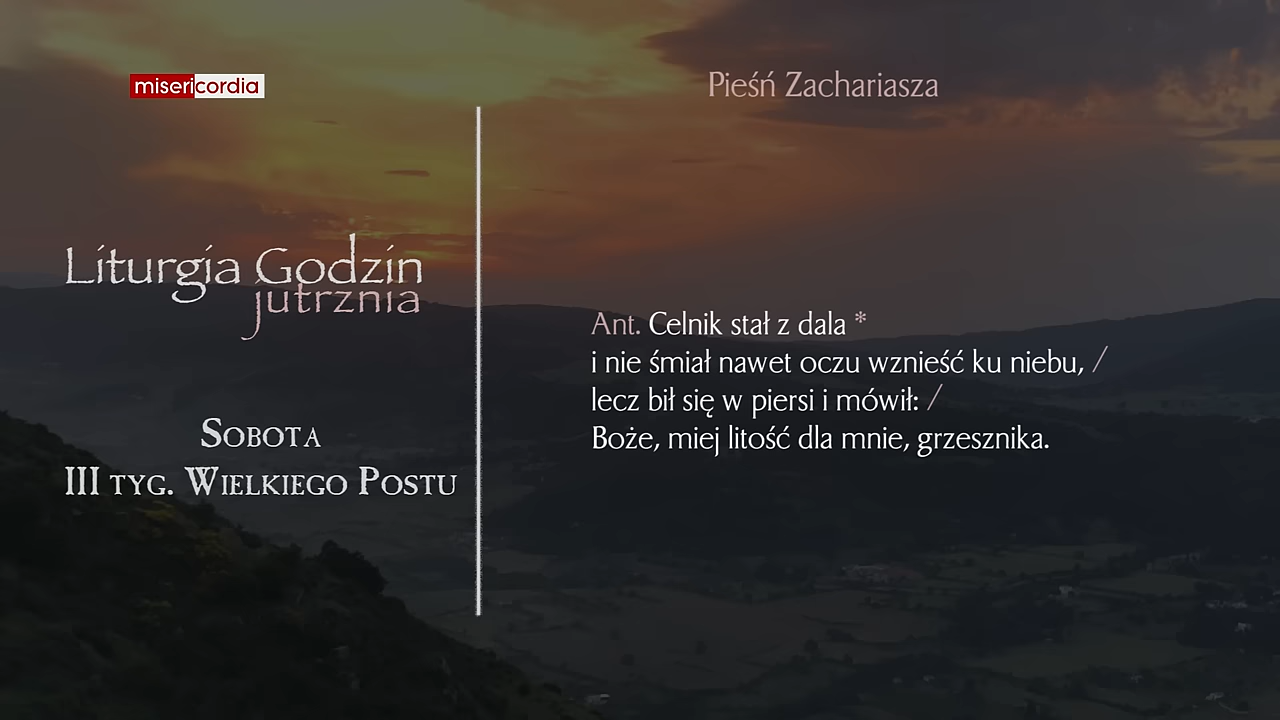 misericordia
Liturgia Godzin
jutrznia
Sobota
III tyg. Wielkiego Postu
Pieśń Zachariasza
Ant. Celnik stał z dala *
i nie śmiał nawet oczu wznieść ku niebu, /
lecz bił się w piersi i mówił: /
Boże, miej litość dla mnie, grzesznika.